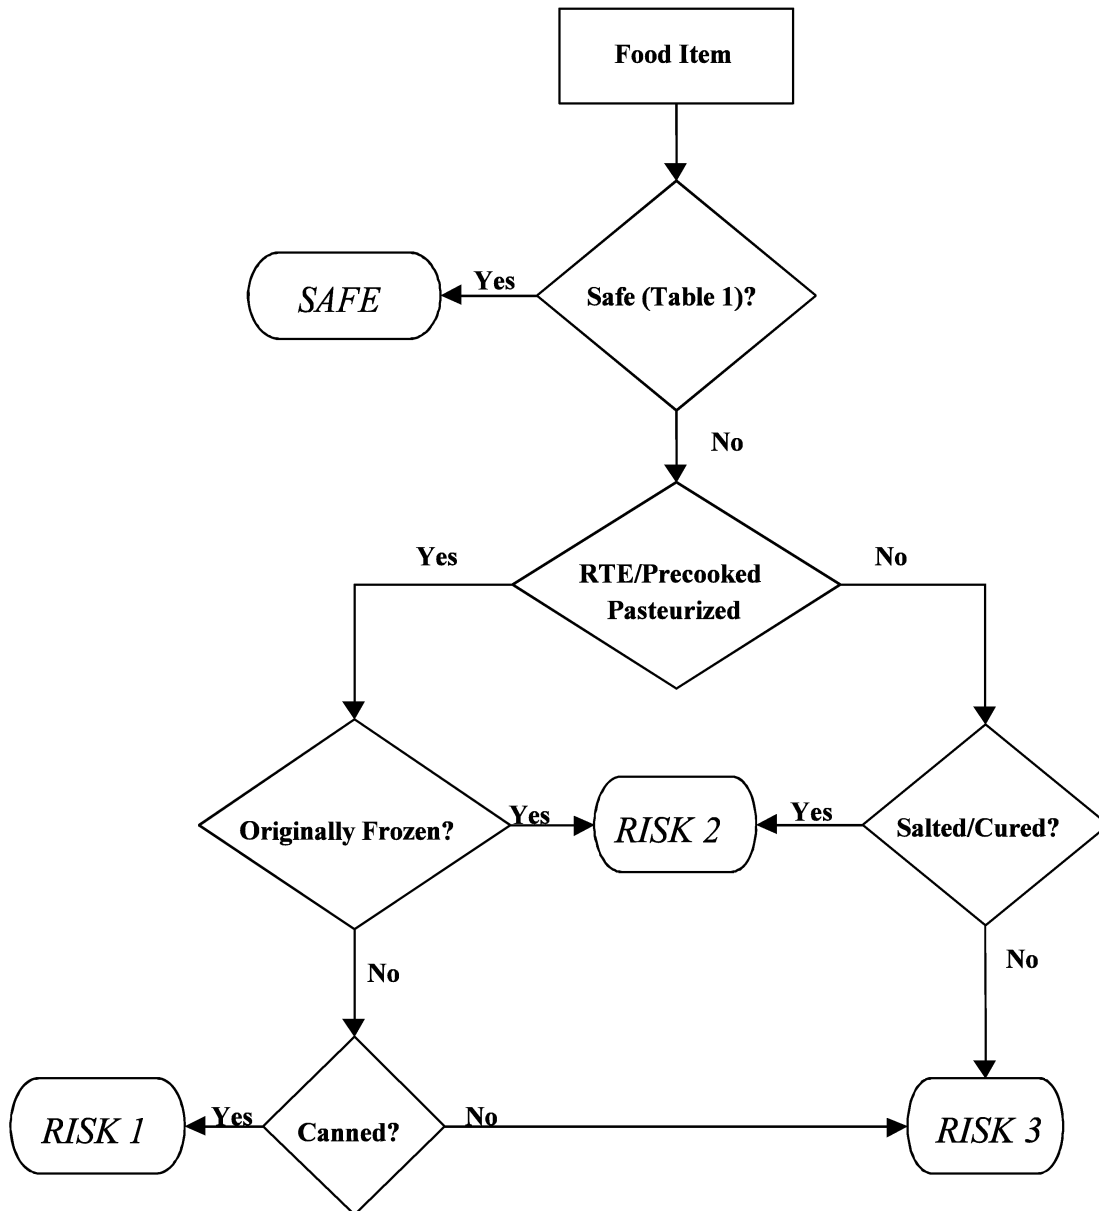 Food Item
Yes
SAFE
Safe (Table 1)?
No
Yes
No
RTE/Precooked
Pasteurized
Originally Frozen?
Yes
RISK 2
Yes
Salted/Cured?
No
No
RISK 1
Yes
Canned?
No
RISK 3